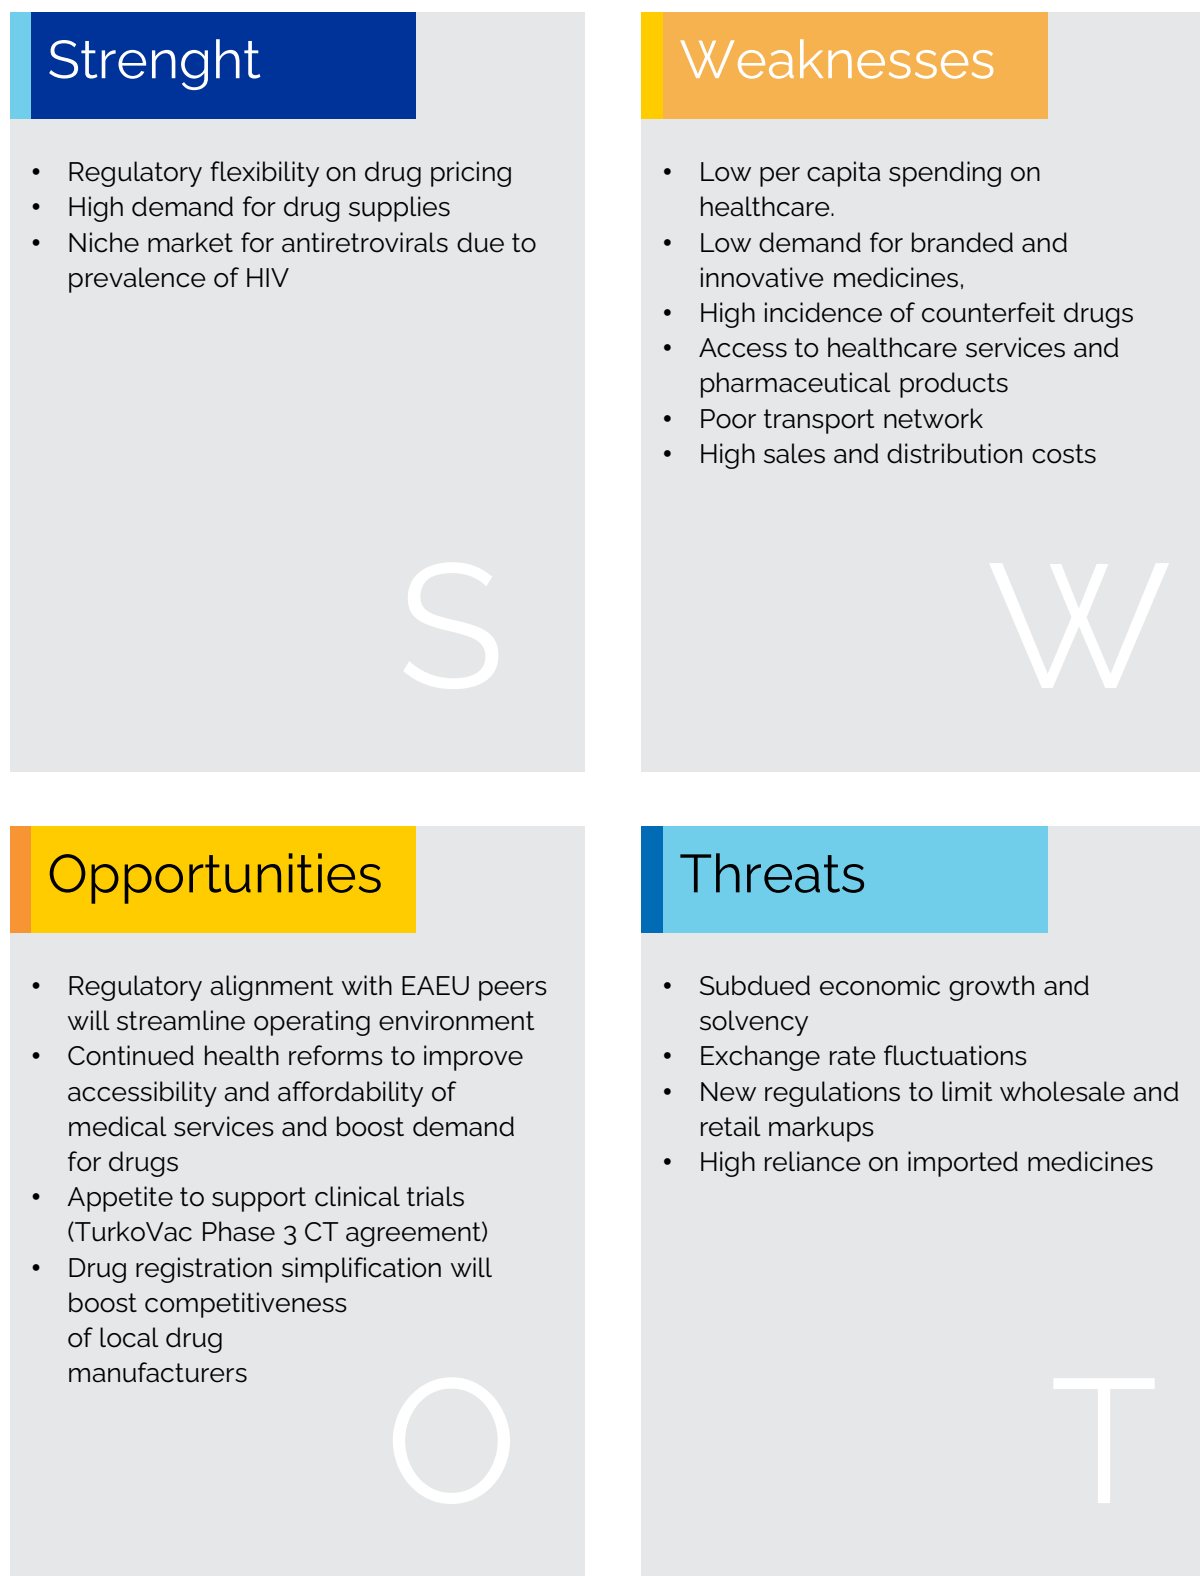 Strenght
• Regulatory flexibility on drug pricing
• High demand for drug supplies
• Niche market for antiretrovirals due to
prevalence of HIV
S
Weaknesses
• Low per capita spending on
healthcare.
• Low demand for branded and
innovative medicines,
• High incidence of counterfeit drugs
• Access to healthcare services and
pharmaceutical products
• Poor transport network
• High sales and distribution costs
W
Opportunities
• Regulatory alignment with EAEU peers
will streamline operating environment
• Continued health reforms to improve
accessibility and affordability of
medical services and boost demand
for drugs
• Appetite to support clinical trials
(TurkoVac Phase 3 CT agreement)
• Drug registration simplification will
boost competitiveness
of local drug
manufacturers
O
Threats
• Subdued economic growth and
solvency
• Exchange rate fluctuations
• New regulations to limit wholesale and
retail markups
• High reliance on imported medicines
T